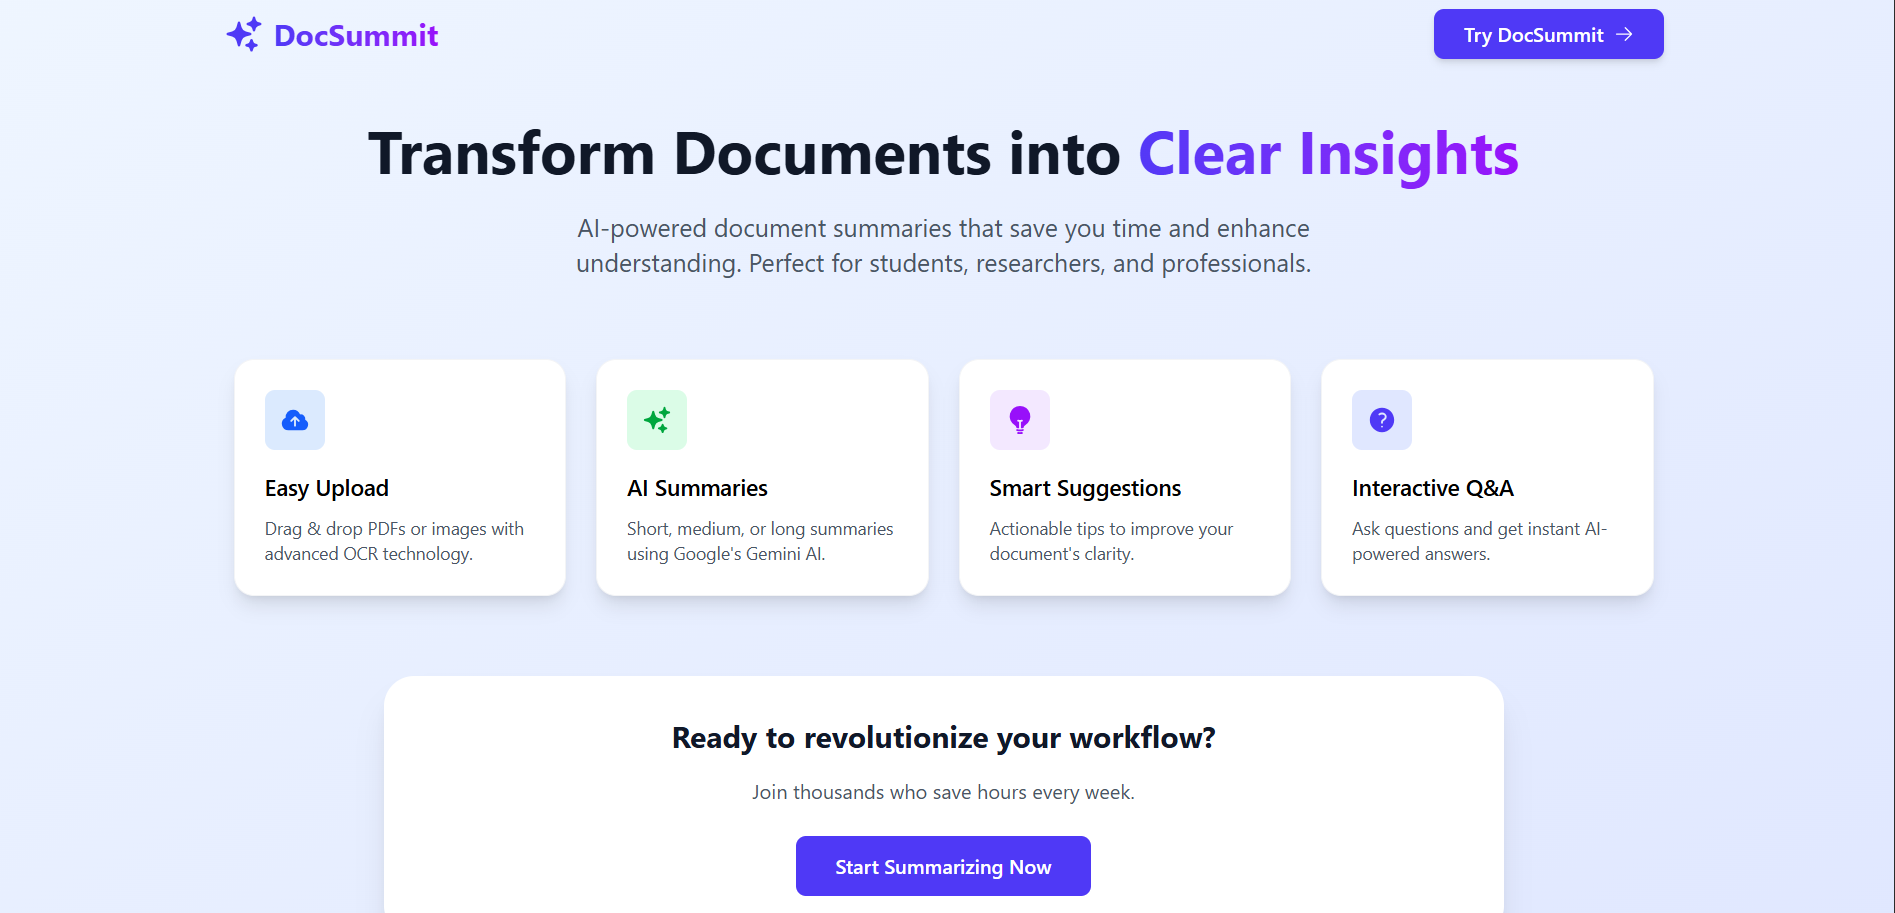 DocSummit
Try DocSummit
Transform Documents into Clear Insights
AI-powered document summaries that save you time and enhance
understanding. Perfect for students, researchers, and professionals.
Easy Upload
Drag & drop PDFs or images with
advanced OCR technology.
AI Summaries
Short, medium, or long summaries
using Google's Gemini AI.
Smart Suggestions
Actionable tips to improve your
document's clarity.
Interactive Q&A
Ask questions and get instant AI-
powered answers.
Ready to revolutionize your workflow?
Join thousands who save hours every week.
Start Summarizing Now